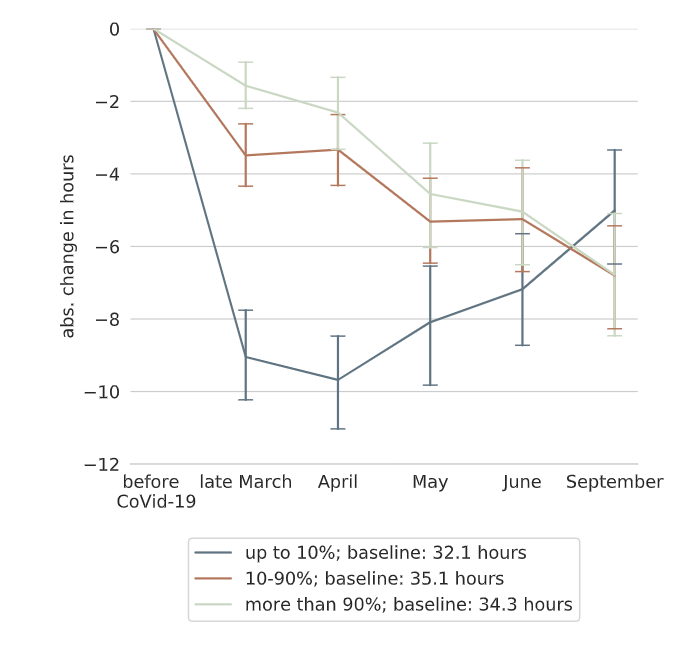 0
−2
−4
−6
−8
−10
−12
abs. change in hours
before
CoVid-19
late March
April
May
June
September
up to 10%; baseline: 32.1 hours
10-90%; baseline: 35.1 hours
more than 90%; baseline: 34.3 hours